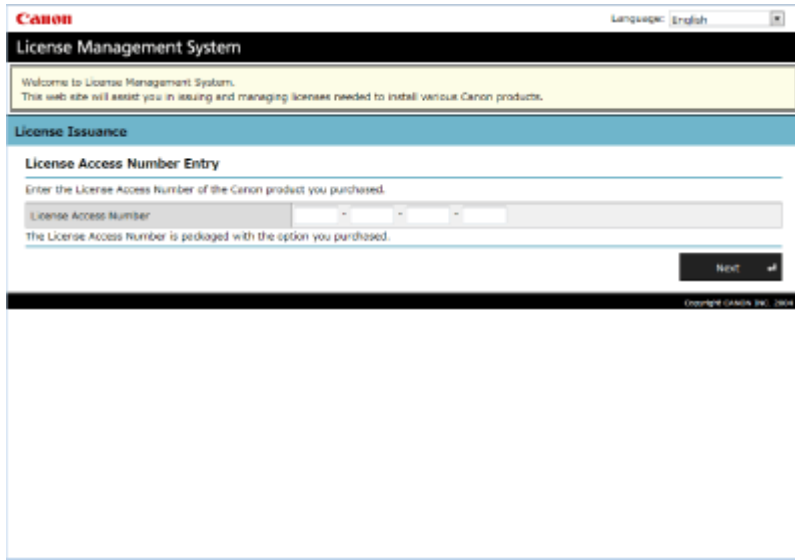 Canon
Language: English
License Management System
Welcome to License Management System.
This web site will assist you in issuing and managing licenses needed to install various Canon products.
License Issuance
License Access Number Entry
Enter the License Access Number of the Canon product you purchased.
License Access Number - - -
The License Access Number is packaged with the option you purchased.
Next
Copyright CANON INC. 2004